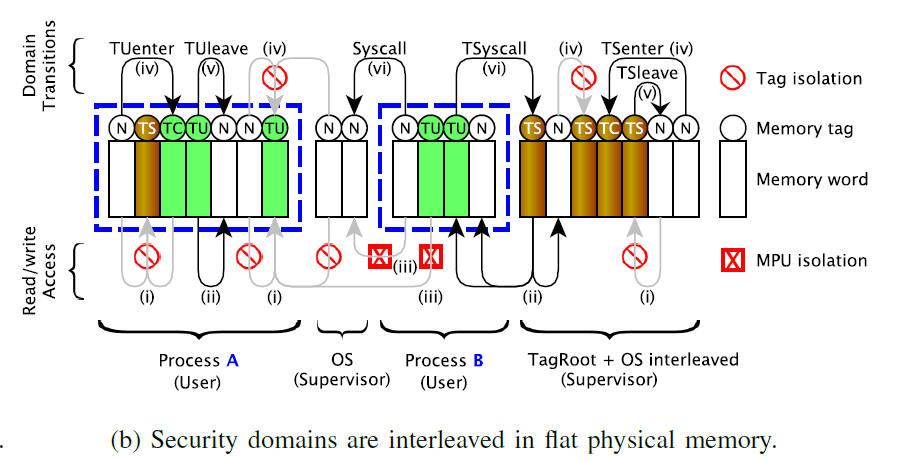 Domain
Transitions
TUenter
(iv)
TUleave
(v)
(iv)
Syscall
(vi)
TSyscall
(vi)
(iv)
TSenter (iv)
TSleave
(v)
Tag isolation
N TS TC TU N N TU N N N TU TU N TS N TS TC TS N N
Memory tag
Memory word
Read/write
Access
(i) (ii) (i) (iii) (iii) (ii) (i)
MPU isolation
Process A
(User)
OS
(Supervisor)
Process B
(User)
TagRoot + OS interleaved
(Supervisor)
. (b) Security domains are interleaved in flat physical memory.